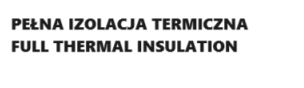 PEŁNA IZOLACJA TERMICZNA
FULL THERMAL INSULATION